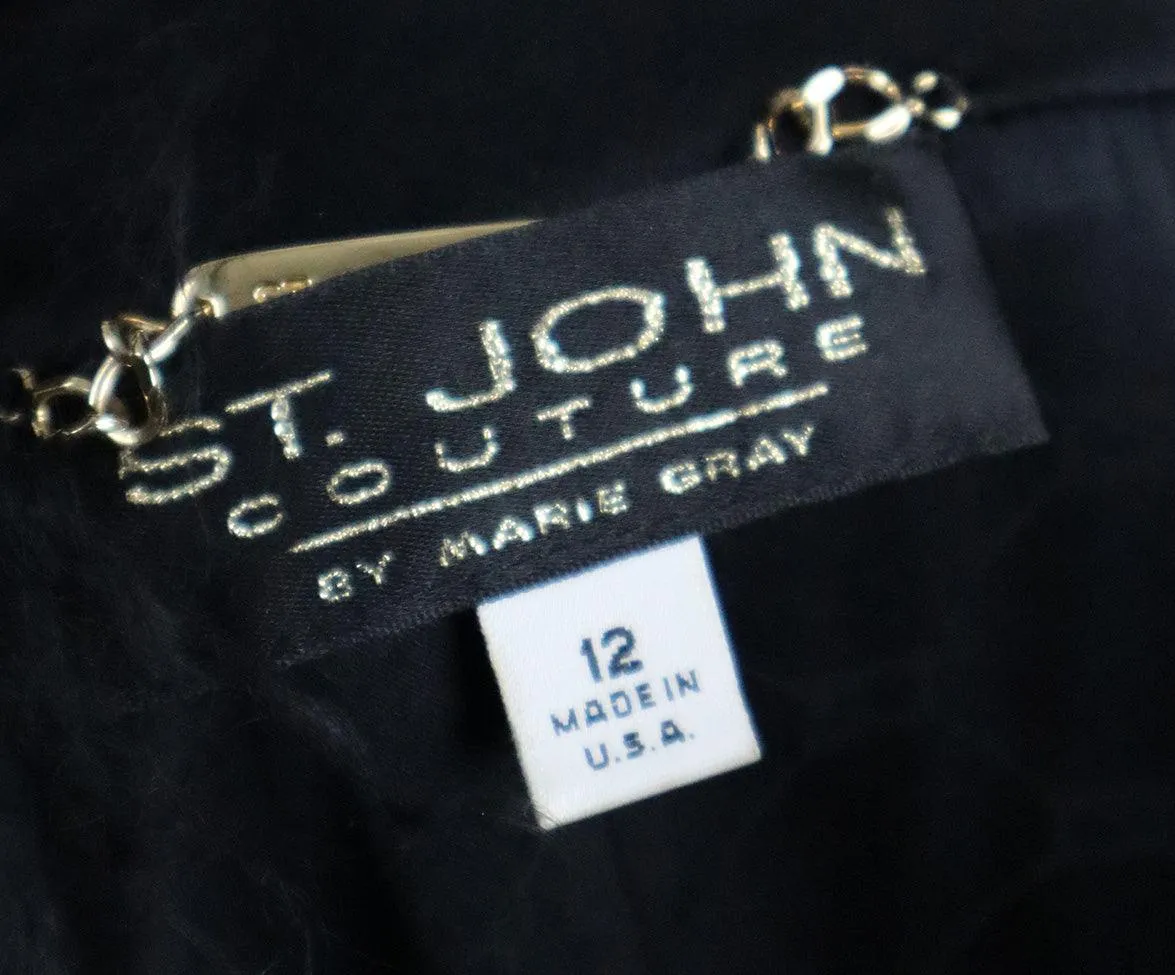 ST. JOHN
COUTURE
BY MARIE GRAY
12
MADE IN
U.S.A.